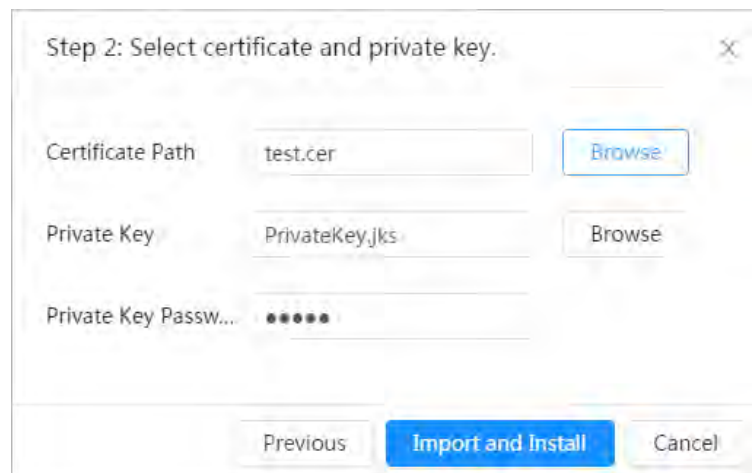 Step 2: Select certificate and private key.
Certificate Path test.cer Browse
Private Key PrivateKey.jks Browse
Private Key Passw... •••••
Previous Import and Install Cancel